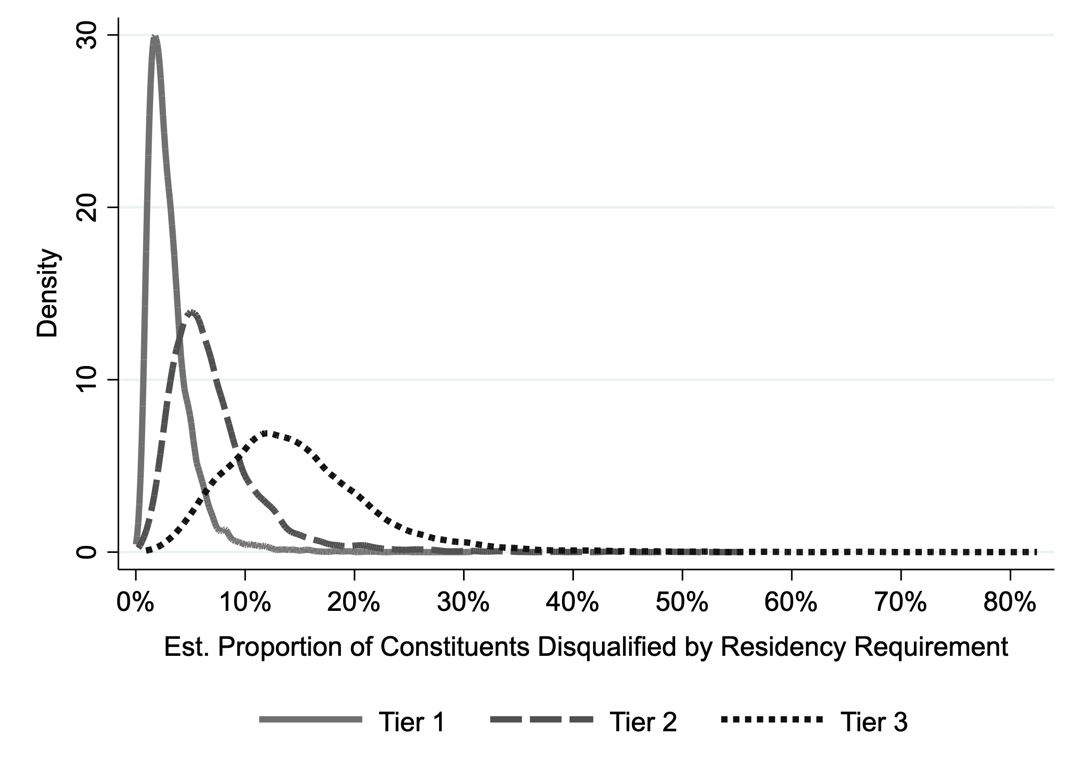 30
20
10
0
Density
0% 10% 20% 30% 40% 50% 60% 70% 80%
Est. Proportion of Constituents Disqualified by Residency Requirement
Tier 1 Tier 2 Tier 3